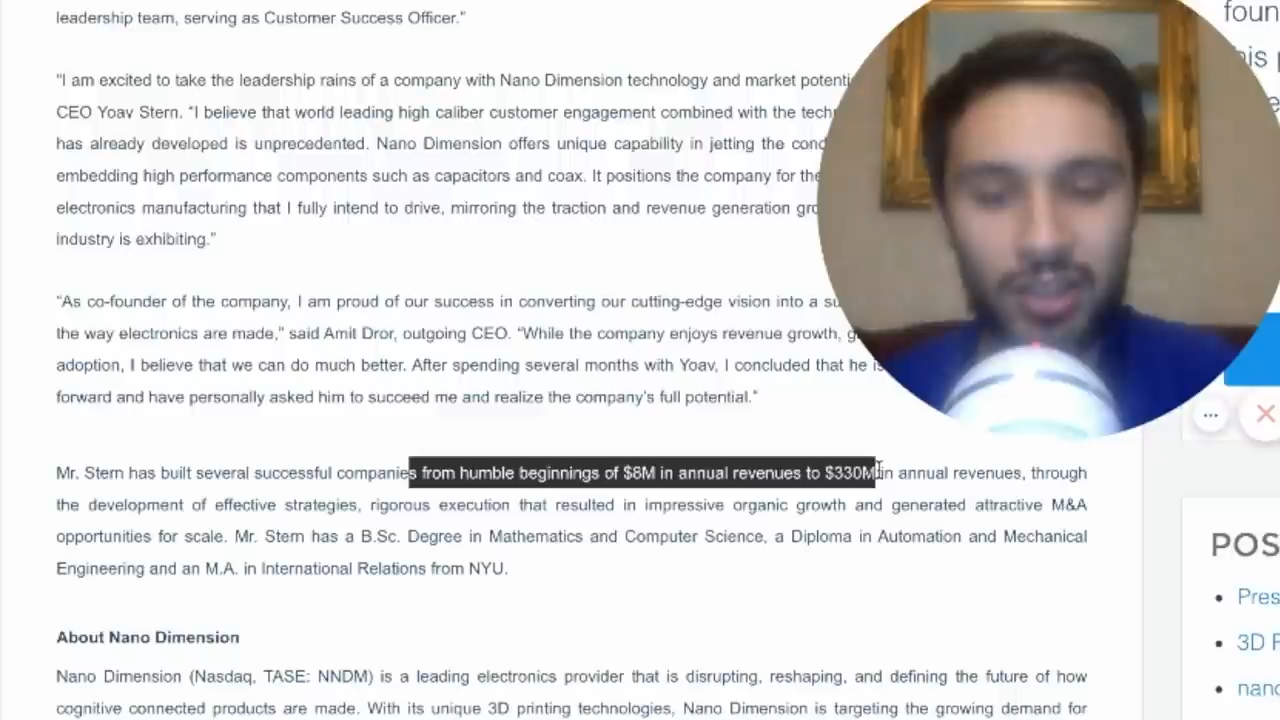 leadership team, serving as Customer Success Officer."
"I am excited to take the leadership rains of a company with Nano Dimension technology and market
CEO Yoav Stern. "I believe that world leading high caliber customer engagement combined with the
has already developed is unprecedented. Nano Dimension offers unique capability in jetting the
embedding high performance components such as capacitors and coax. It positions the company for the
electronics manufacturing that I fully intend to drive, mirroring the traction and revenue generation
industry is exhibiting."
"As co-founder of the company, I am proud of our success in converting our cutting-edge vision into a
the way electronics are made," said Amit Dror, outgoing CEO. "While the company enjoys revenue growth,
adoption, I believe that we can do much better. After spending several months with Yoav, I concluded that he is
forward and have personally asked him to succeed me and realize the company's full potential."
Mr. Stern has built several successful companies from humble beginnings of $8M in annual revenues to $330M in annual revenues, through
the development of effective strategies, rigorous execution that resulted in impressive organic growth and generated attractive M&A
opportunities for scale. Mr. Stern has a B.Sc. Degree in Mathematics and Computer Science, a Diploma in Automation and Mechanical
Engineering and an M.A. in International Relations from NYU.
About Nano Dimension
Nano Dimension (Nasdaq, TASE: NNDM) is a leading electronics provider that is disrupting, reshaping, and defining the future of how
cognitive connected products are made. With its unique 3D printing technologies, Nano Dimension is targeting the growing demand for
foun
POS
Pres
3D
nano